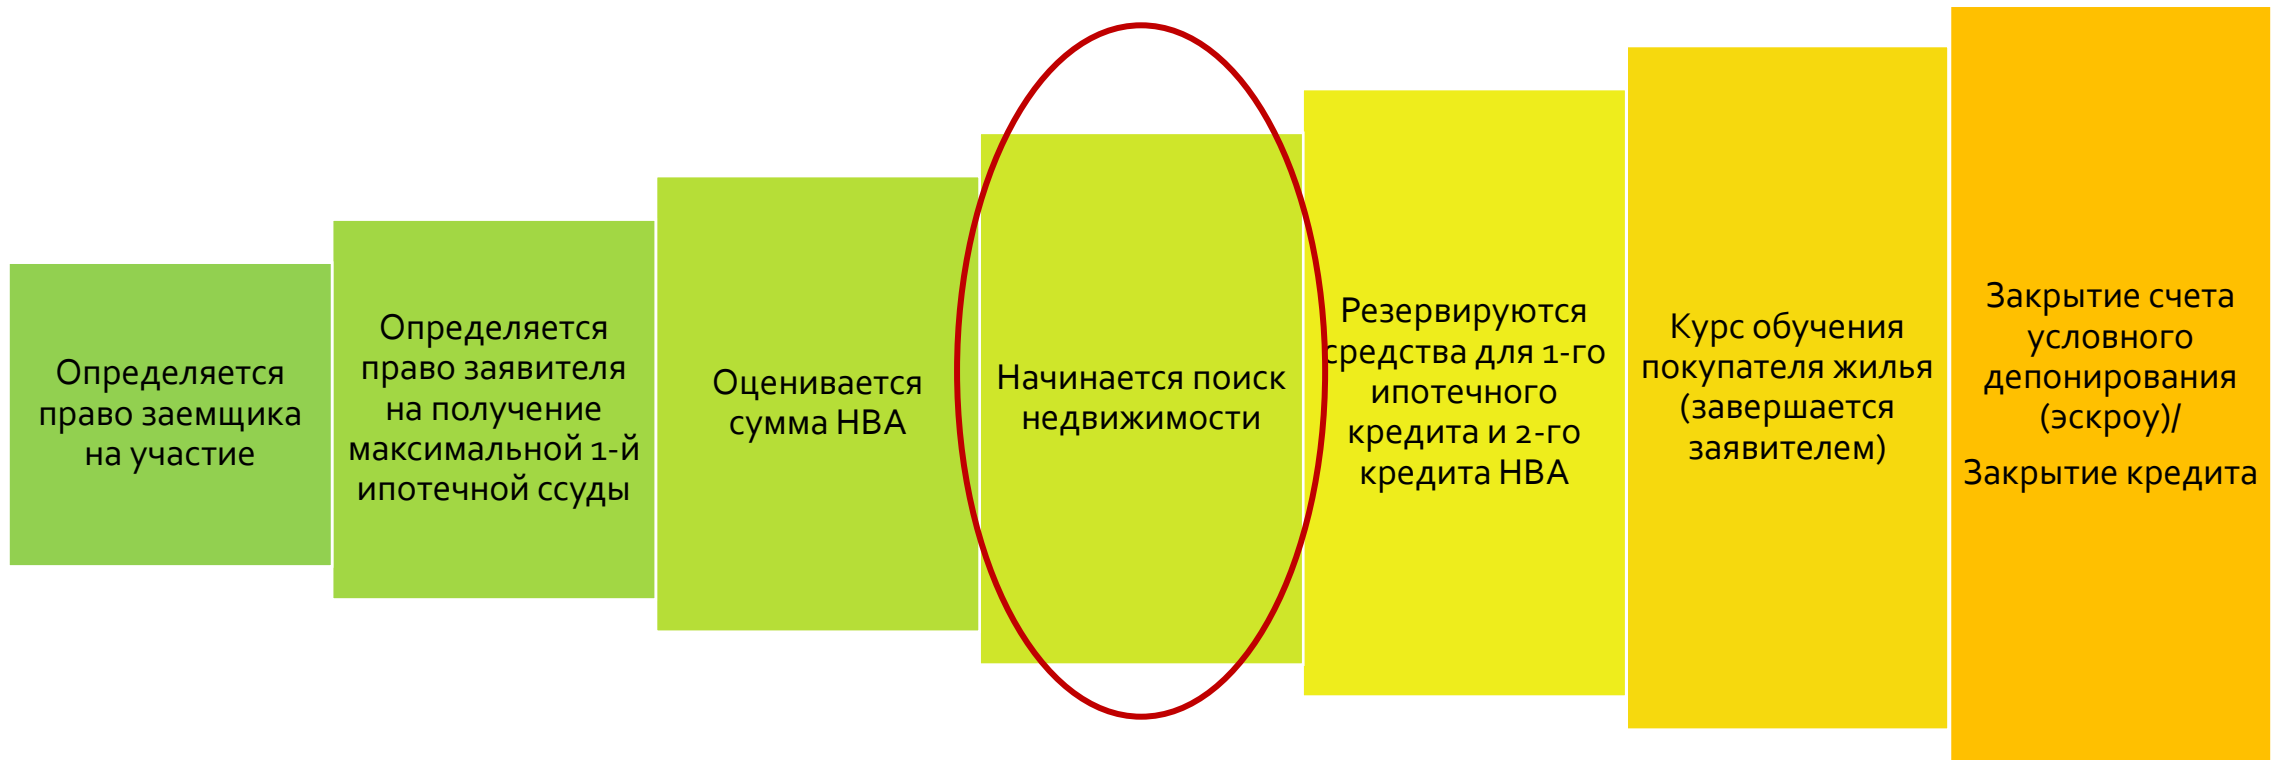 Определяется
право заемщика
на участие
Определяется
право заявителя
на получение
максимальной 1-й
ипотечной ссуды
Оценивается
сумма HBA
Начинается поиск
недвижимости
Резервируются
средства для 1-го
ипотечного
кредита и 2-го
кредита HBA
Курс обучения
покупателя жилья
(завершается
заявителем)
Закрытие счета
условного
депонирования
(эскроу)/
Закрытие кредита